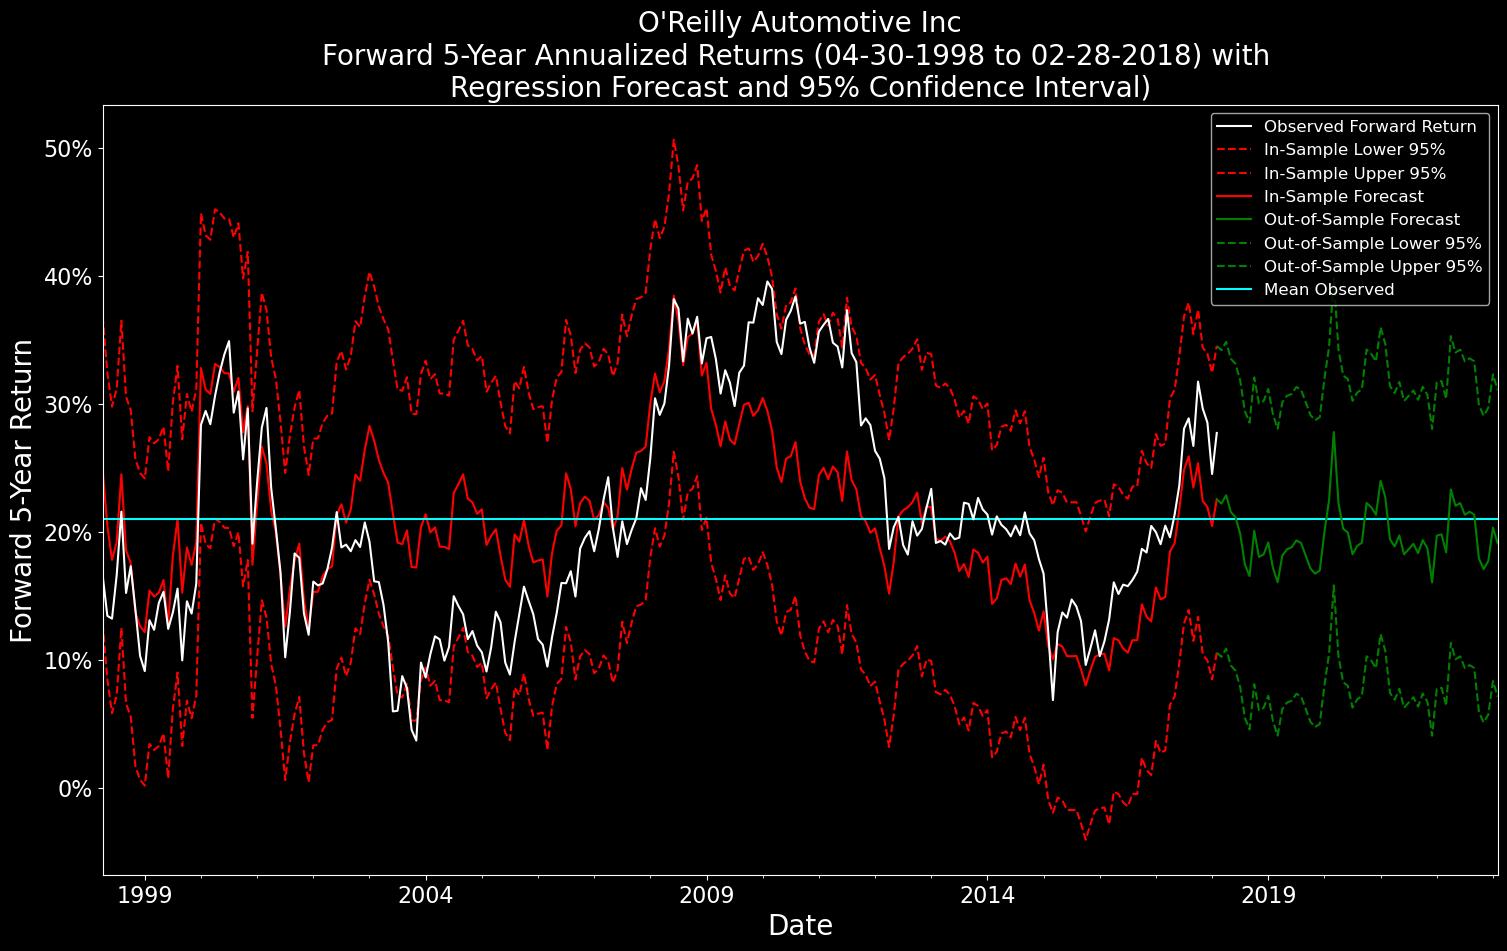 O'Reilly Automotive Inc
Forward 5-Year Annualized Returns (04-30-1998 to 02-28-2018) with
Regression Forecast and 95% Confidence Interval)
Observed Forward Return
In-Sample Lower 95%
In-Sample Upper 95%
In-Sample Forecast
Out-of-Sample Forecast
Out-of-Sample Lower 95%
Out-of-Sample Upper 95%
Mean Observed
Forward 5-Year Return
50%
40%
30%
20%
10%
0%
1999 2004 2009 2014 2019
Date